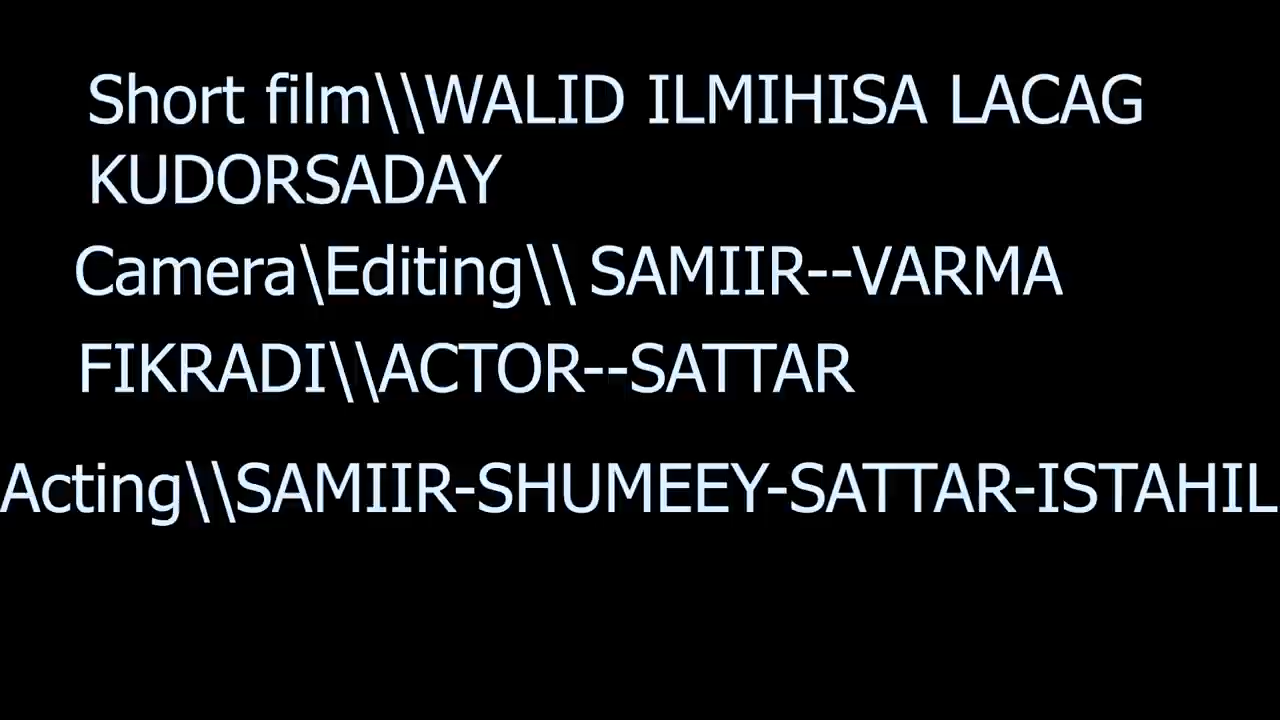 Short film\\WALID ILMIHISA LACAG
KUDORSADAY
Camera\Editing\\ SAMIIR--VARMA
FIKRADI\\ACTOR--SATTAR
Acting\\SAMIIR-SHUMEEY-SATTAR-ISTAHIL